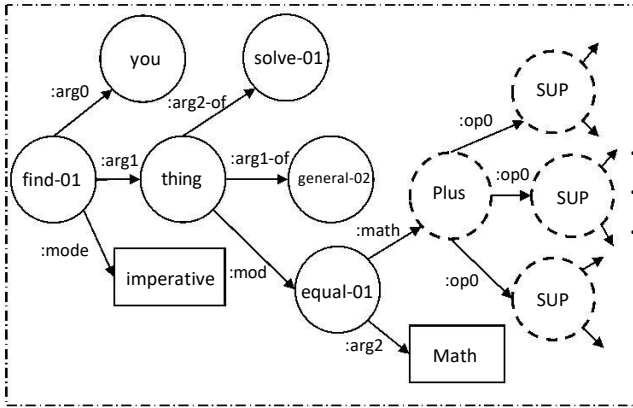 you
solve-01
SUP
:arg0
:arg2-of
:op0
find-01
:arg1
thing
:arg1-of
general-02
Plus
:op0
SUP
:mode
imperative
:mod
:math
equal-01
:op0
SUP
:arg2
Math